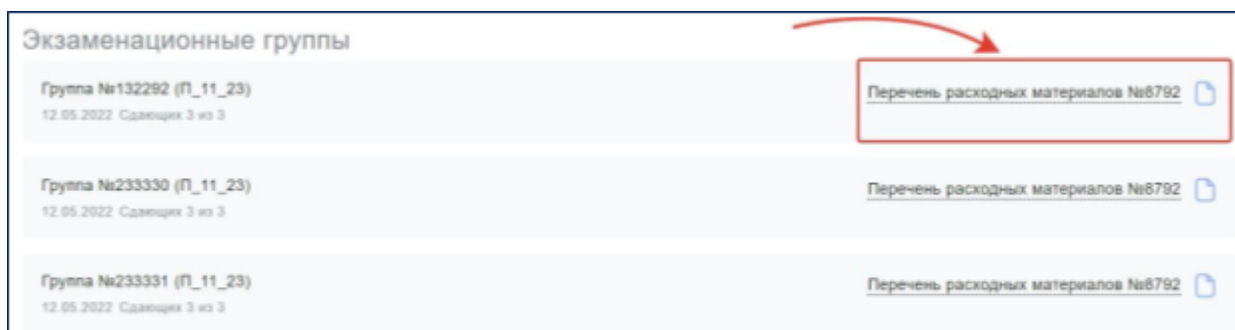 Экзаменационные группы
Группа №132292 (П_11_23)
Перечень расходных материалов №8792
12.05.2022 Сдающих 3 из 3
Группа №233330 (П_11_23)
Перечень расходных материалов №8792
12.05.2022 Сдающих 3 из 3
Группа №233331 (П_11_23)
Перечень расходных материалов №8792
12.05.2022 Сдающих 3 из 3